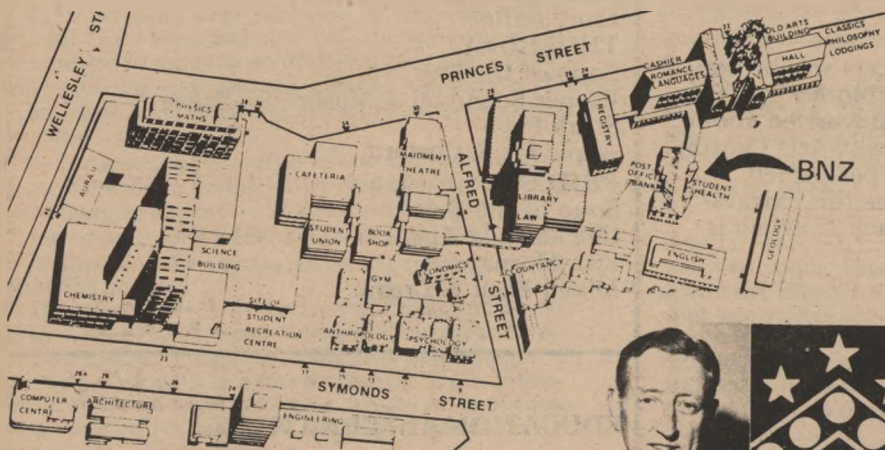 WELLESLEY ST
PRINCES STREET
OLD ARTS
BUILDING
CLASSICS
PHILOSOPHY
LODGINGS
HALL
CASHIER
ROMANCE
LANGUAGES
REGISTRY
PHYSICS
MATHS
CAFETERIA
MAIDMENT
THEATRE
ALFRED
STREET
LIBRARY
LAW
POST
OFFICE
BANK
STUDENT
HEALTH
BNZ
STUDENT
UNION
BOOK
SHOP
SCIENCE
BUILDING
ENGLISH
GEOLOGY
CHEMISTRY
GYM
ECONOMICS
ACCOUNTANCY
SITE OF
STUDENT
RECREATION
CENTRE
ANTHROPOLOGY
PSYCHOLOGY
SYMONDS STREET
COMPUTER
CENTRE
ARCHITECTURE
ENGINEERING